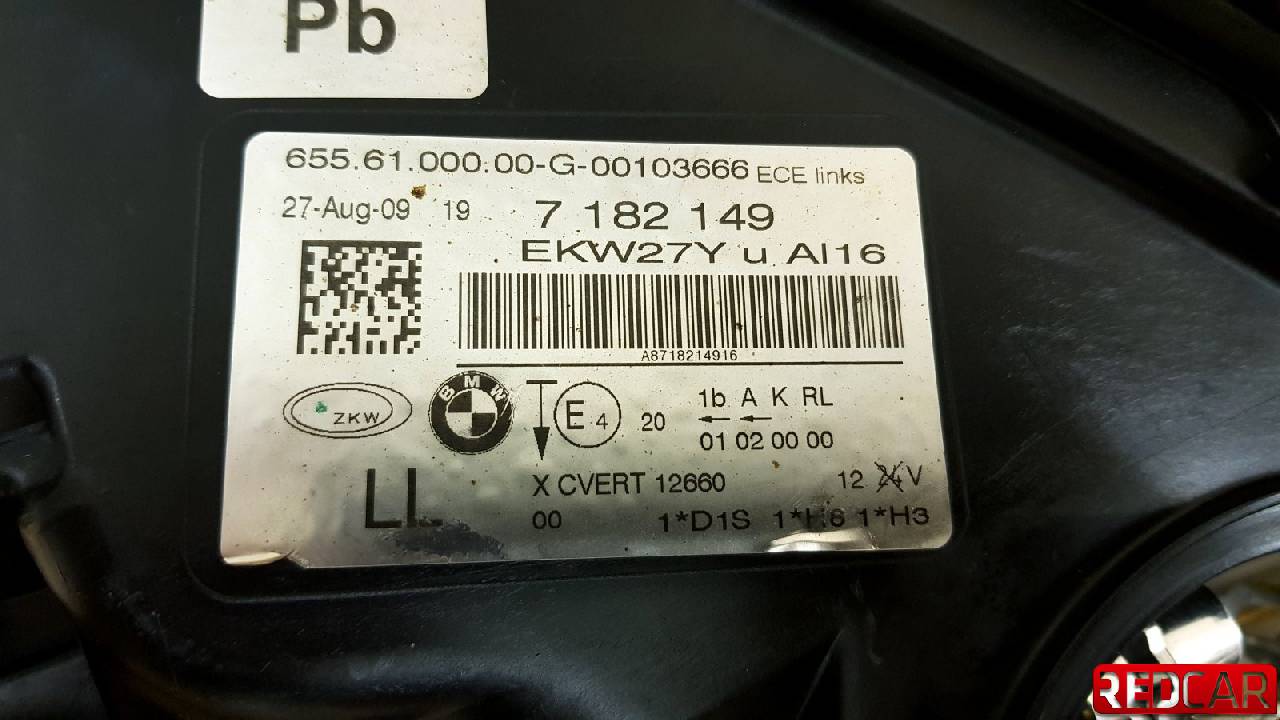 Pb
655.61.000.00-G-00103666 ECE links
27-Aug-09 19 7 182 149
EKW27Y u. AI16
A8718214916
ZKW BMW E 4 20 1b A K RL
01 02 00 00
LL X CVERT 12660 12 24 V
00 1*D1S 1*H8 1*H3
REDCAR